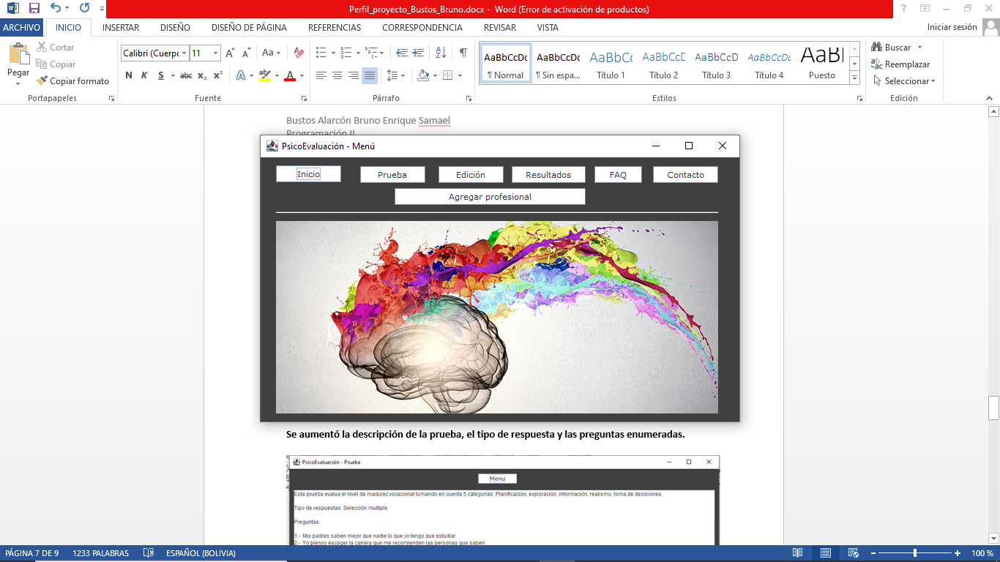 Perfil_proyecto_Bustos_Bruno.docx - Word (Error de activación de productos)
ARCHIVO INICIO INSERTAR DISEÑO DISEÑO DE PÁGINA REFERENCIAS CORRESPONDENCIA REVISAR VISTA Iniciar sesión
Pegar
Cortar
Copiar
Copiar formato
Portapapeles
Calibri (Cuerpo 11
N K S abc x₂ x²
Fuente
Párrafo
AaBbCcDc AaBbCcDc AaBbCc AaBbCcD AaBbCcD AaBbCcDc AaBl
¶ Normal ¶ Sin espa... Título 1 Título 2 Título 3 Título 4 Puesto
Estilos
Buscar
Reemplazar
Seleccionar
Edición
Bustos Alarcón Bruno Enrique Samael
Programación II
PsicoEvaluación - Menú
Inicio Prueba Edición Resultados FAQ Contacto
Agregar profesional
Se aumentó la descripción de la prueba, el tipo de respuesta y las preguntas enumeradas.
PsicoEvaluación - Prueba
Menu
Esta prueba evalua el nivel de madurez vocacional tomando en cuenta 5 categorías: Planificación, exploración, información, realismo, toma de decisiones.
Tipo de respuestas: Selección multiple.
Preguntas:
1.- Mis padres saben mejor que nadie lo que yo tengo que estudiar.
2.- Yo pienso escoger la carrera que me recomienden las personas que saben.
PÁGINA 7 DE 9 1233 PALABRAS ESPAÑOL (BOLIVIA) 100 %